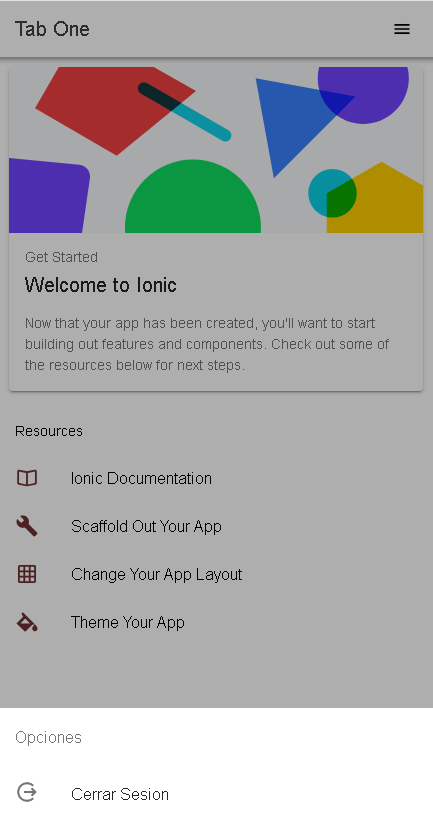 Tab One
Get Started
Welcome to Ionic
Now that your app has been created, you'll want to start
building out features and components. Check out some of
the resources below for next steps.
Resources
Ionic Documentation
Scaffold Out Your App
Change Your App Layout
Theme Your App
Opciones
Cerrar Sesion